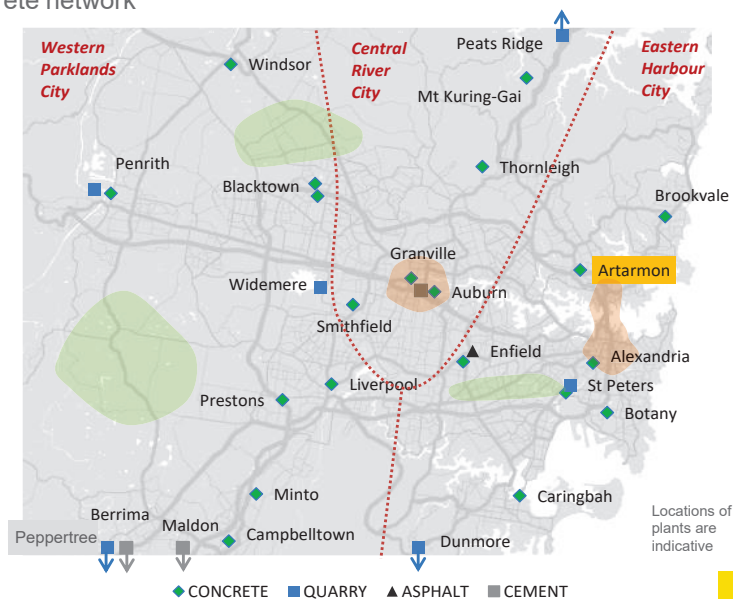 ete network
Western
Parklands
City
Central
River
City
Peats Ridge
Eastern
Harbour
City
Windsor
Mt Kuring-Gai
Penrith
Thornleigh
Blacktown
Brookvale
Granville
Artarmon
Widemere
Auburn
Smithfield
Enfield
Alexandria
Liverpool
St Peters
Prestons
Botany
Minto
Caringbah
Berrima
Maldon
Locations of
plants are
indicative
Peppertree
Campbelltown
Dunmore
CONCRETE QUARRY ASPHALT CEMENT